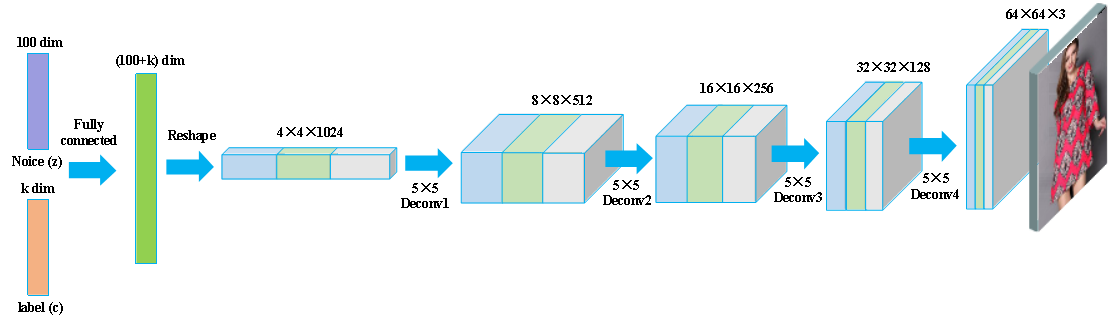 100 dim
Noice (z)
k dim
label (c)
Fully
connected
(100+k) dim
Reshape
4×4×1024
5×5
Deconv1
8×8×512
5×5
Deconv2
16×16×256
5×5
Deconv3
32×32×128
5×5
Deconv4
64×64×3